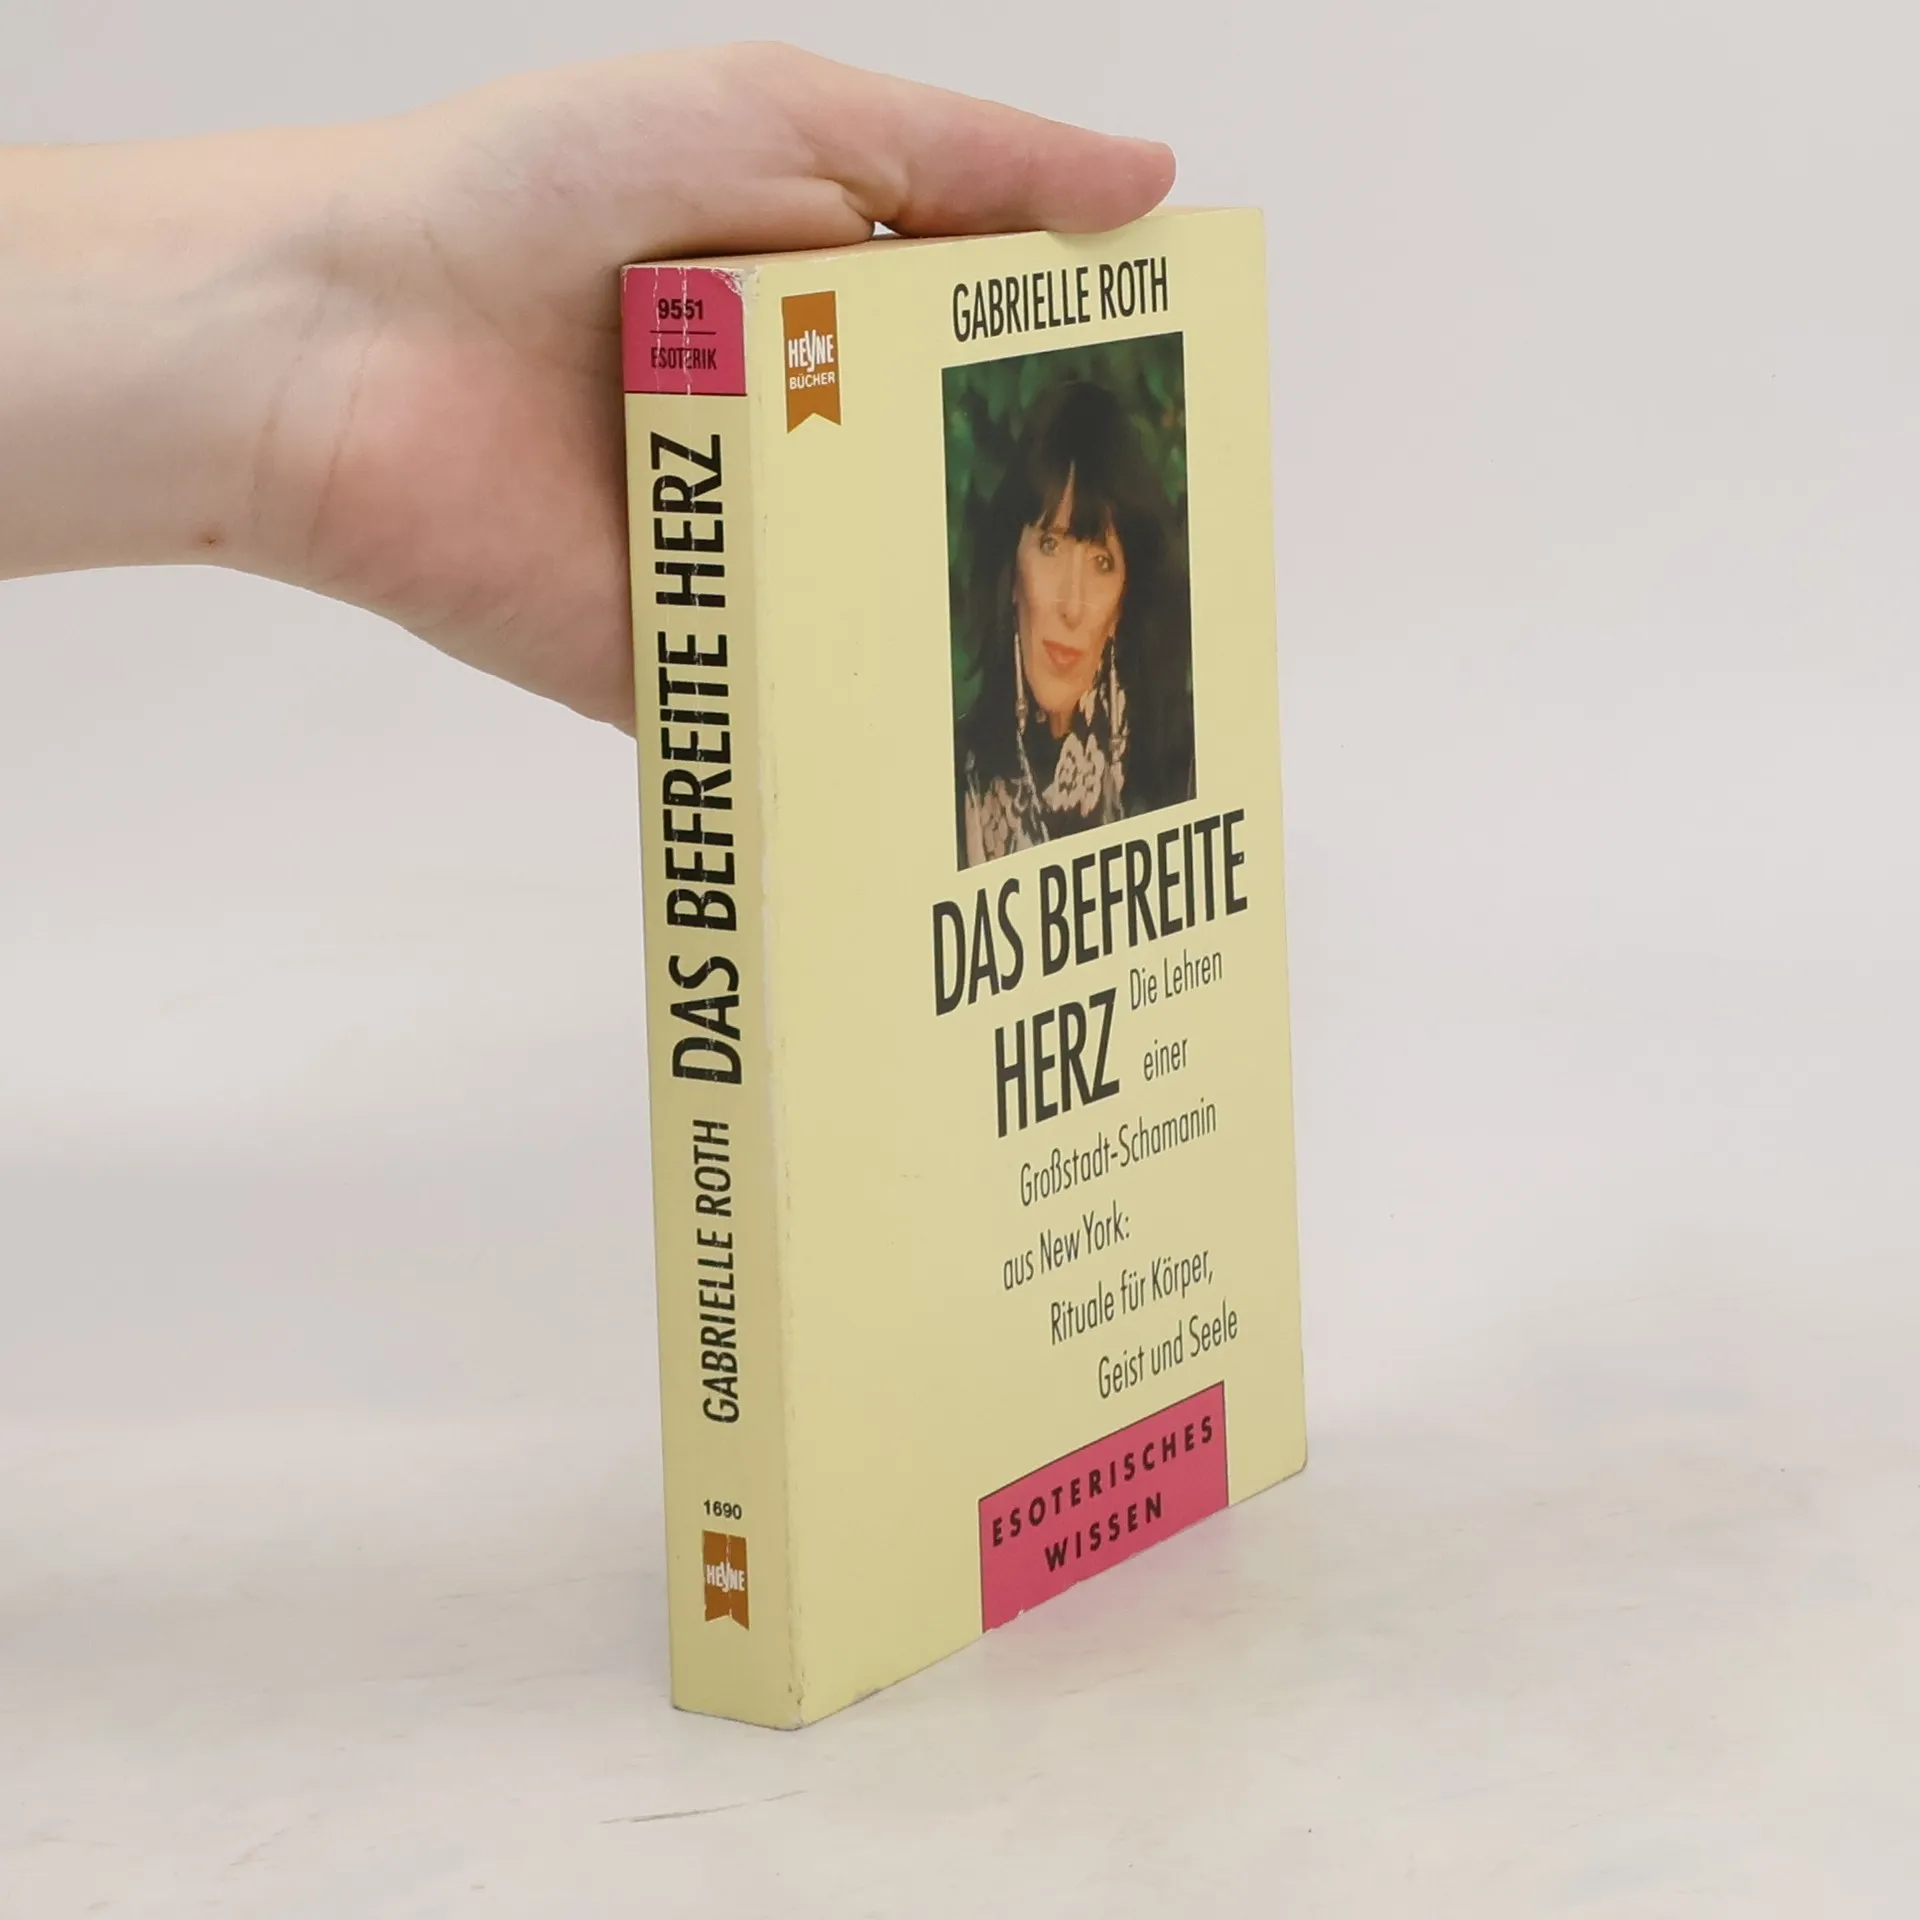 9551
ESOTERIK
GABRIELLE ROTH DAS BEFREITE HERZ
1690
HEYNE
HEYNE
BÜCHER
GABRIELLE ROTH
DAS BEFREITE
HERZ Die Lehren
einer
Großstadt-Schamanin
aus New York:
Rituale für Körper,
Geist und Seele
ESOTERISCHES
WISSEN